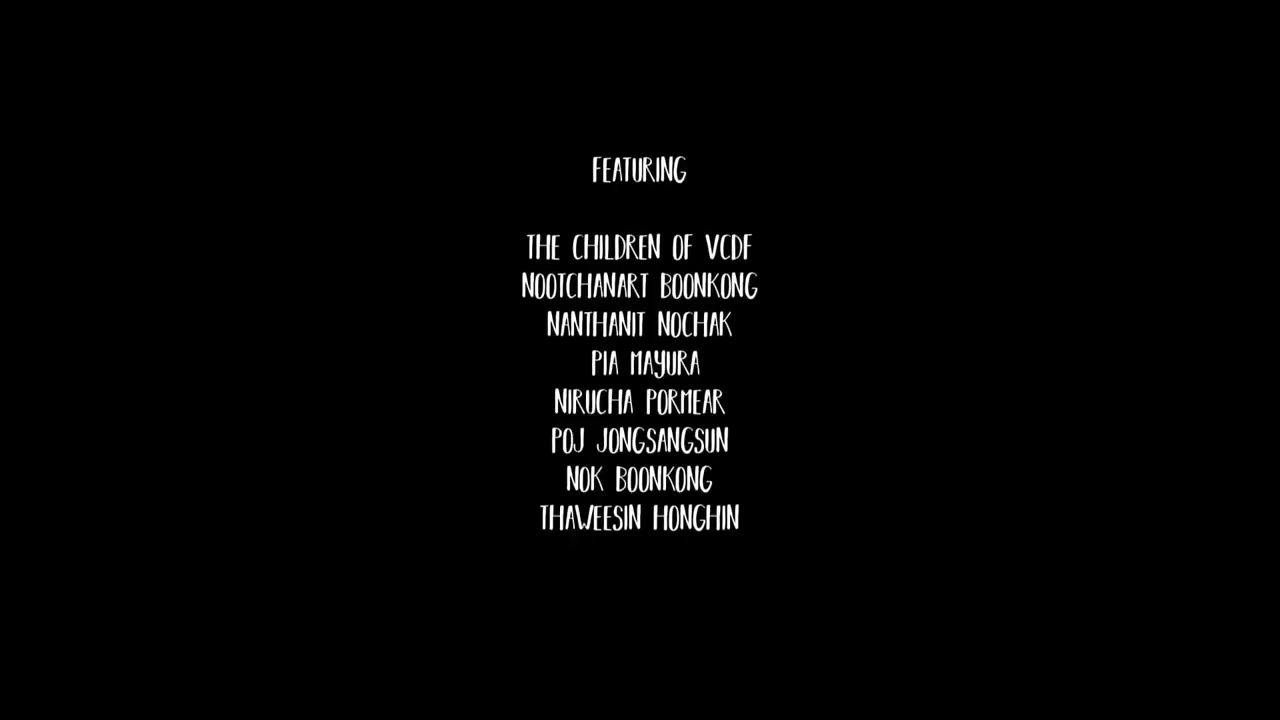 FEATURING
THE CHILDREN OF VCDF
NOOTCHANART BOONKONG
NANTHANIT NOCHAK
PIA MAYURA
NIRUCHA PORMEAR
POJ JONGSANGSUN
NOK BOONKONG
THAWEESIN HONGHIN